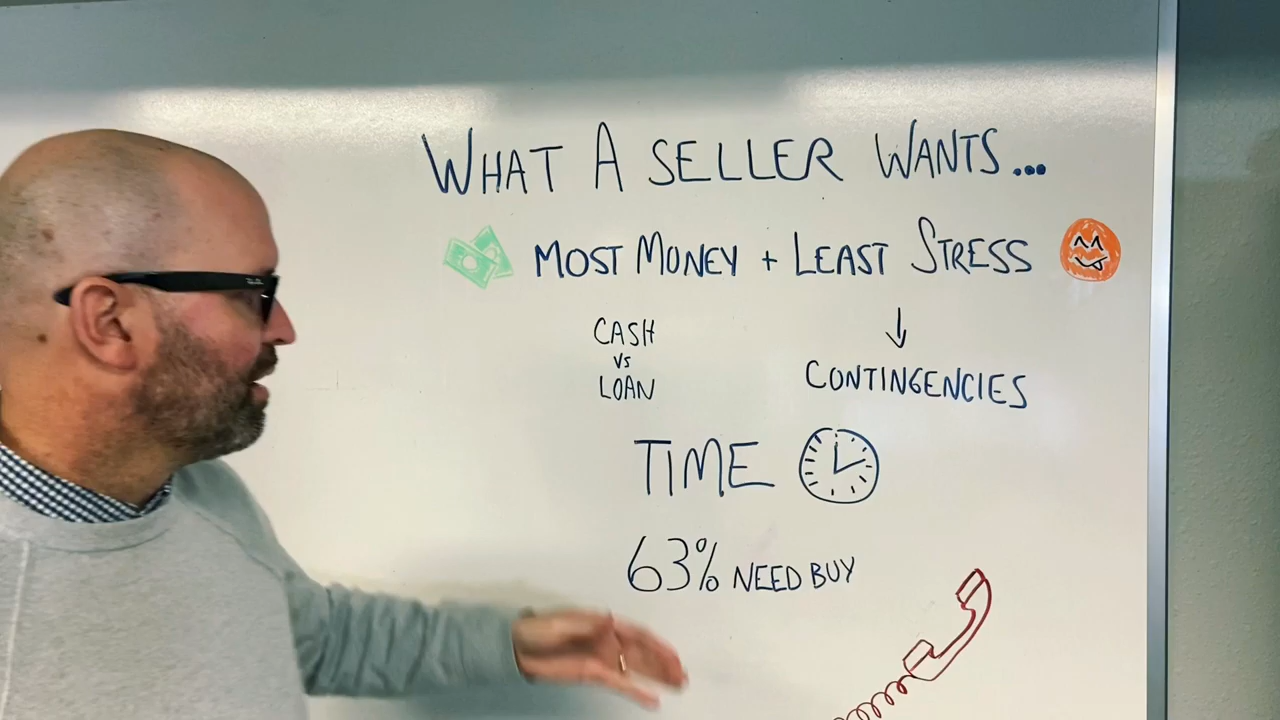 WHAT A SELLER WANTS...
MOST MONEY + LEAST STRESS
CASH
VS
LOAN
CONTINGENCIES
TIME
63% NEED BUY